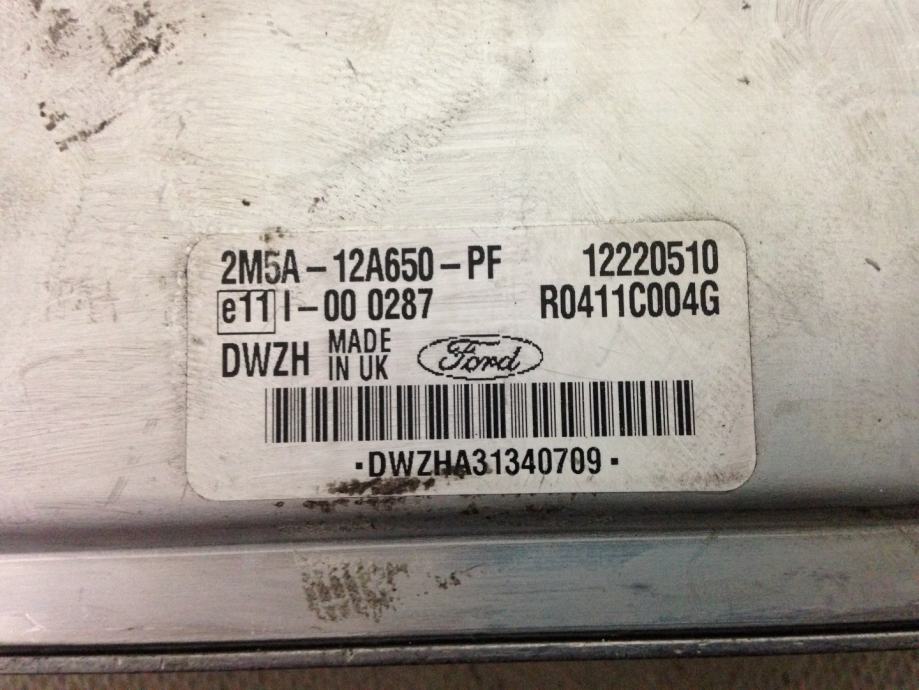 2M5A-12A650-PF 12220510
e11 I-00 0287 R0411C004G
DWZH MADE IN UK Ford
·DWZHA31340709·